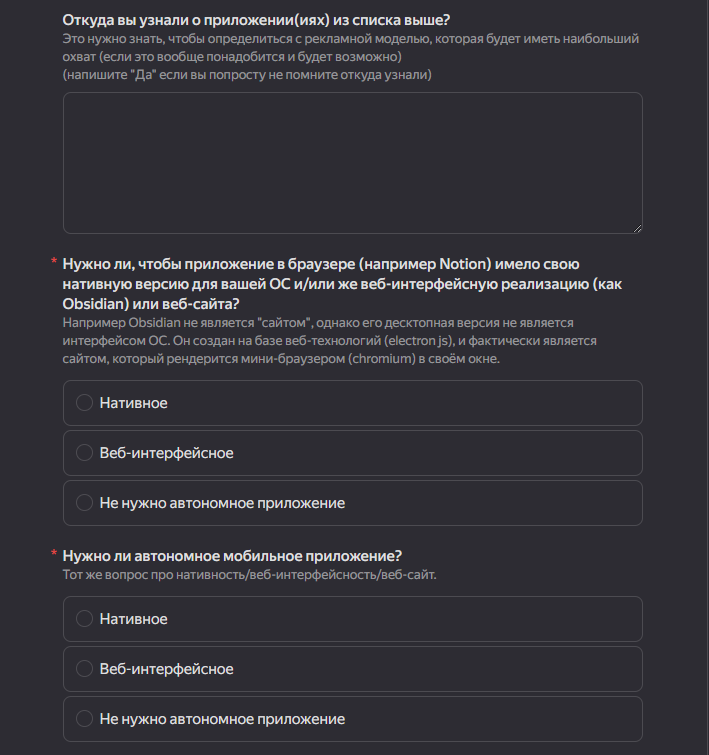 Откуда вы узнали о приложении(иях) из списка выше?
Это нужно знать, чтобы определиться с рекламной моделью, которая будет иметь наибольший
охват (если это вообще понадобится и будет возможно)
(напишите "Да" если вы попросту не помните откуда узнали)
* Нужно ли, чтобы приложение в браузере (например Notion) имело свою
нативную версию для вашей ОС и/или же веб-интерфейсную реализацию (как
Obsidian) или веб-сайта?
Например Obsidian не является "сайтом", однако его десктопная версия не является
интерфейсом ОС. Он создан на базе веб-технологий (electron js), и фактически является
сайтом, который рендерится мини-браузером (chromium) в своём окне.
Нативное
Веб-интерфейсное
Не нужно автономное приложение
* Нужно ли автономное мобильное приложение?
Тот же вопрос про нативность/веб-интерфейсность/веб-сайт.
Нативное
Веб-интерфейсное
Не нужно автономное приложение